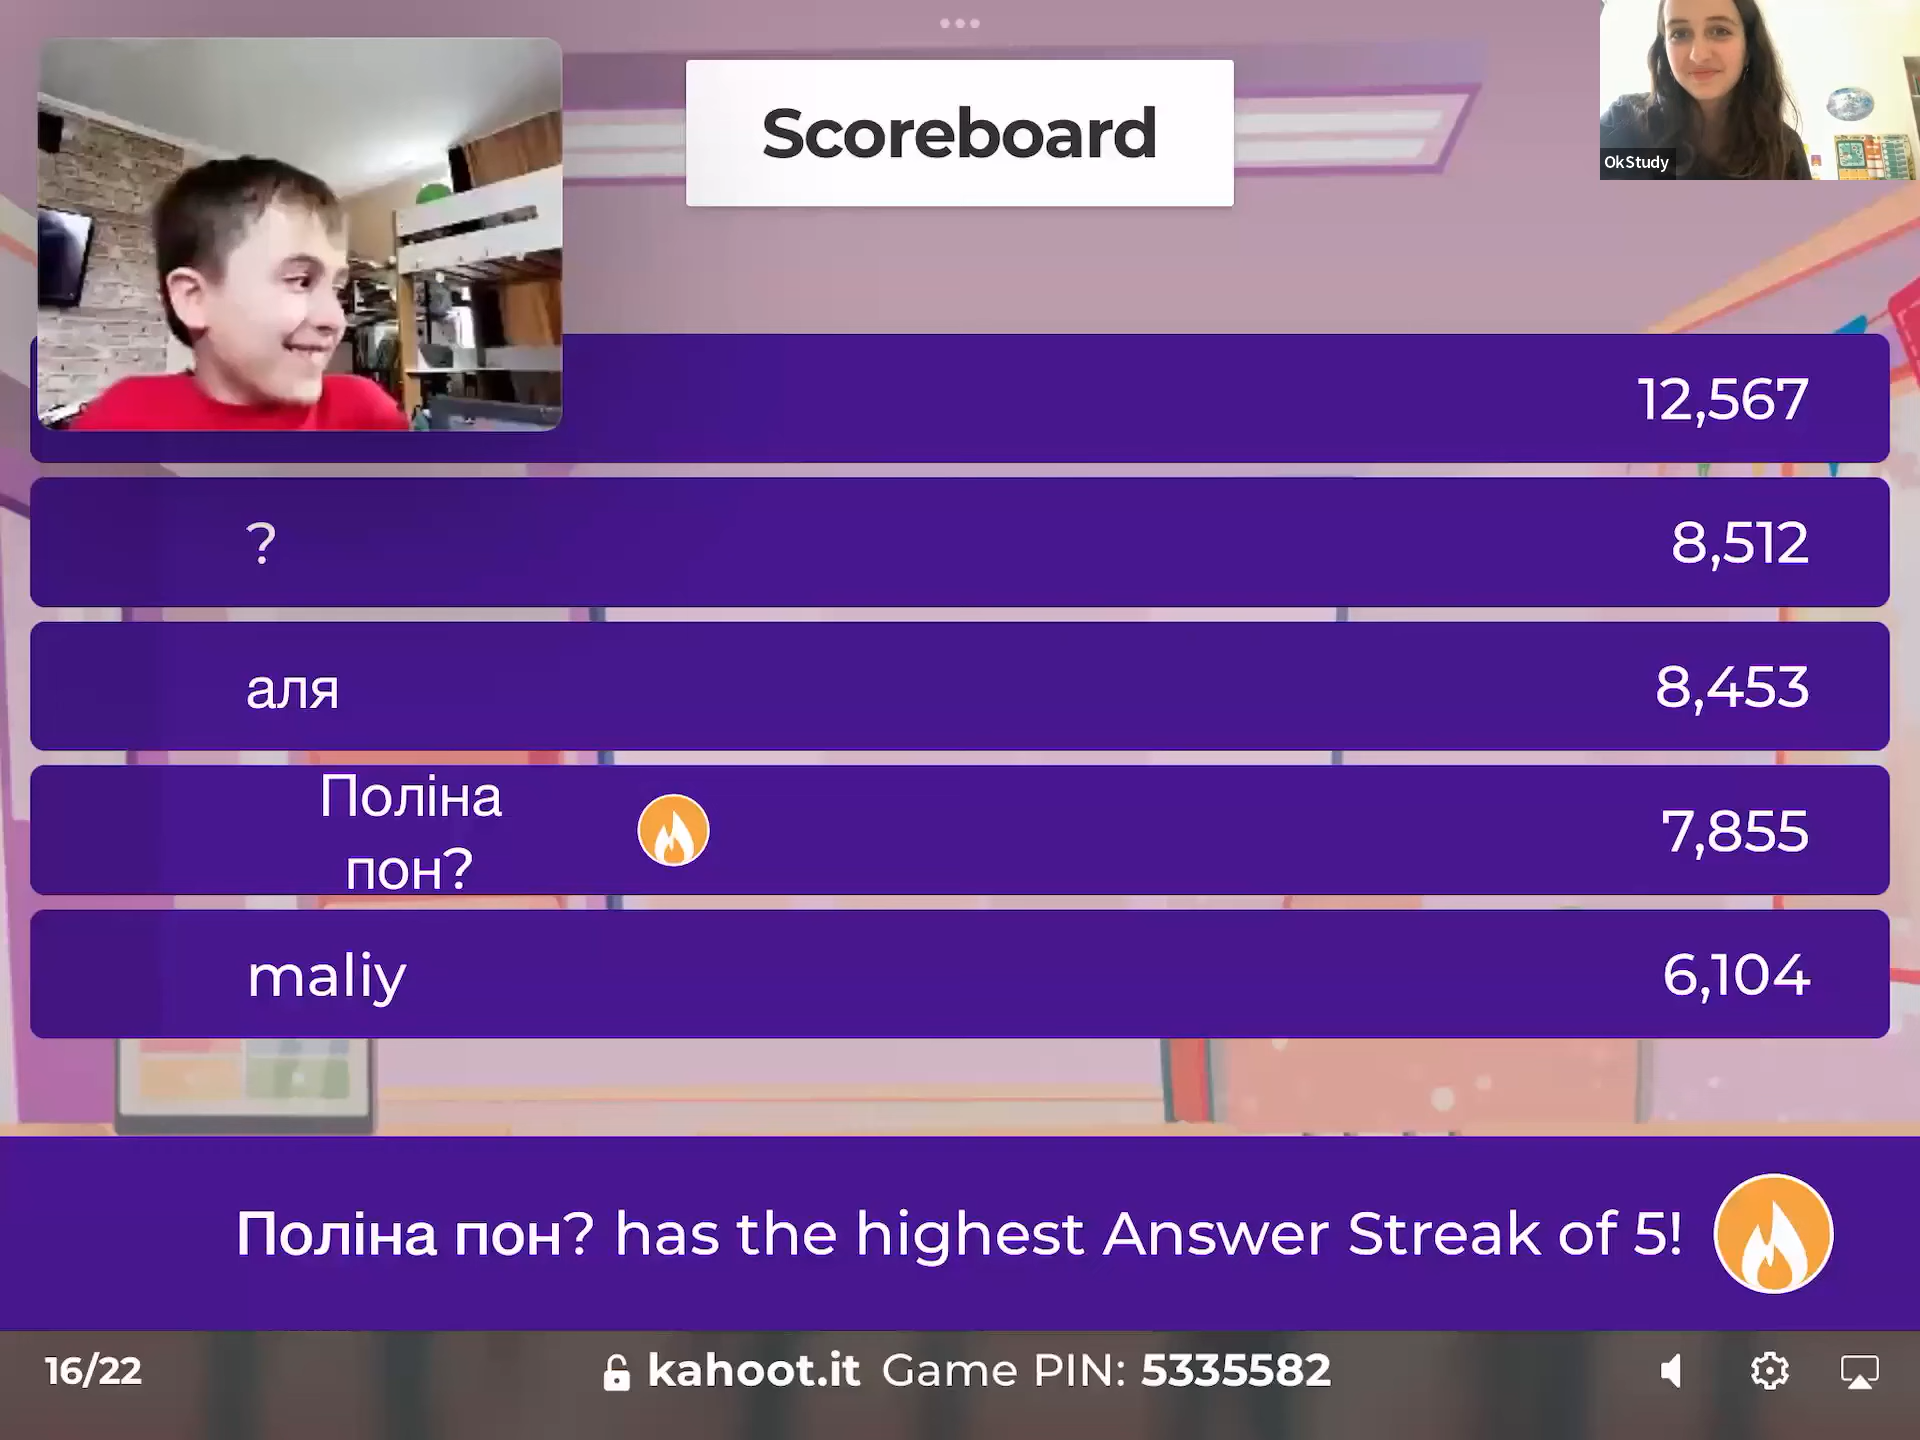 Scoreboard
OkStudy
12,567
? 8,512
аля 8,453
Поліна
пон?
7,855
maliy 6,104
Поліна пон? has the highest Answer Streak of 5!
16/22
kahoot.it Game PIN: 5335582